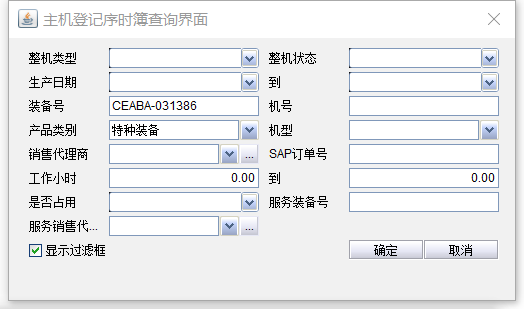 主机登记序时簿查询界面
整机类型 整机状态
生产日期 到
装备号 CEABA-031386 机号
产品类别 特种装备 机型
销售代理商 ... SAP订单号
工作小时 0.00 到 0.00
是否占用 服务装备号
服务销售代... ...
显示过滤框 确定 取消